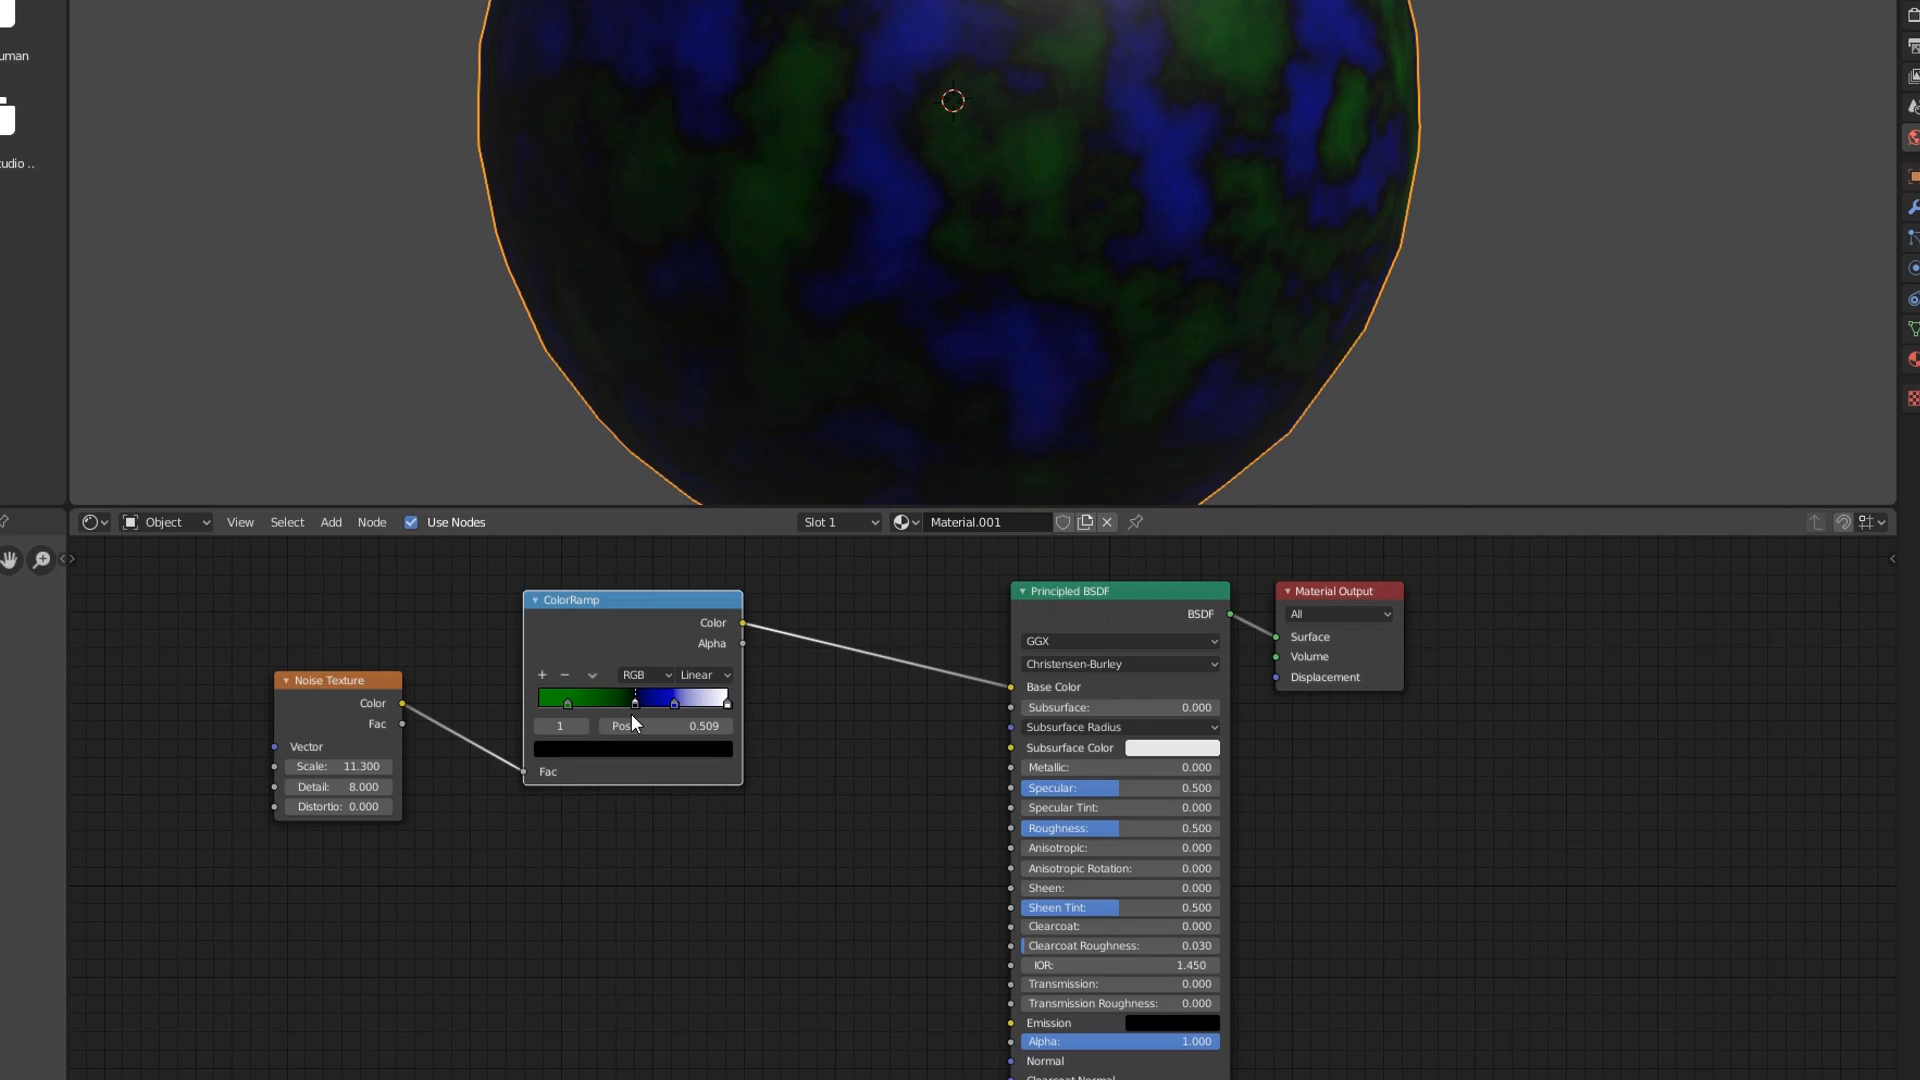 uman
tudio ..
Object
View
Select
Add
Node
Use Nodes
Slot 1
Material.001
ColorRamp
Color
Alpha
RGB
Linear
1
Pos
0.509
Fac
Noise Texture
Color
Fac
Vector
Scale: 11.300
Detail: 8.000
Distortio: 0.000
Principled BSDF
BSDF
GGX
Christensen-Burley
Base Color
Subsurface: 0.000
Subsurface Radius
Subsurface Color
Metallic: 0.000
Specular: 0.500
Specular Tint: 0.000
Roughness: 0.500
Anisotropic: 0.000
Anisotropic Rotation: 0.000
Sheen: 0.000
Sheen Tint: 0.500
Clearcoat: 0.000
Clearcoat Roughness: 0.030
IOR: 1.450
Transmission: 0.000
Transmission Roughness: 0.000
Emission
Alpha: 1.000
Normal
Clearcoat Normal
Material Output
All
Surface
Volume
Displacement